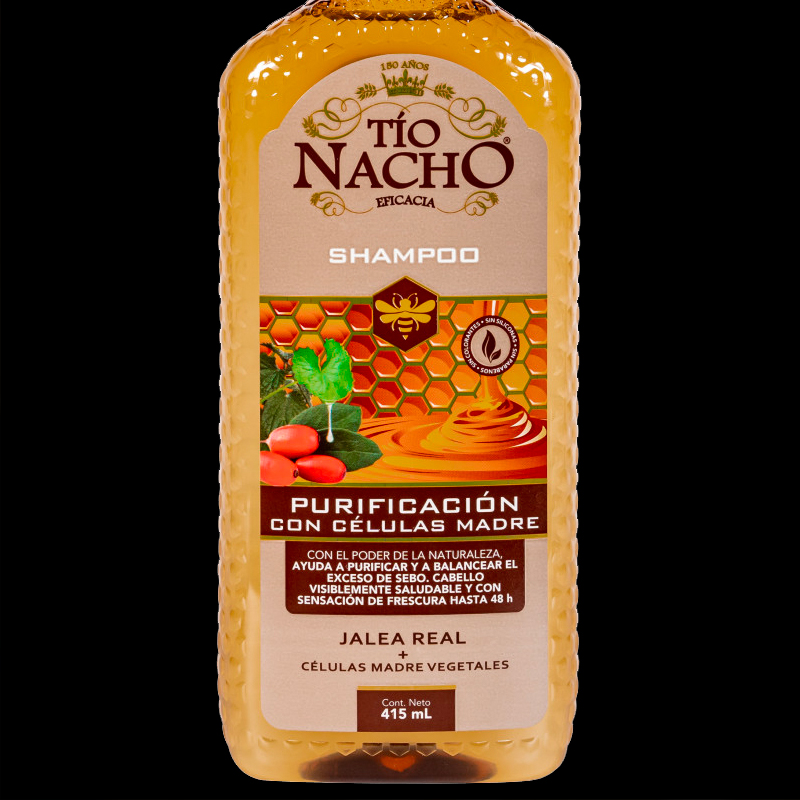 150 AÑOS
TÍO
NACHO®
EFICACIA
SHAMPOO
SIN COLORANTES • SIN SILICONAS • SIN PARABENOS •
PURIFICACIÓN
CON CÉLULAS MADRE
CON EL PODER DE LA NATURALEZA,
AYUDA A PURIFICAR Y A BALANCEAR EL
EXCESO DE SEBO. CABELLO
VISIBLEMENTE SALUDABLE Y CON
SENSACIÓN DE FRESCURA HASTA 48 h
JALEA REAL
+
CÉLULAS MADRE VEGETALES
Cont. Neto
415 mL